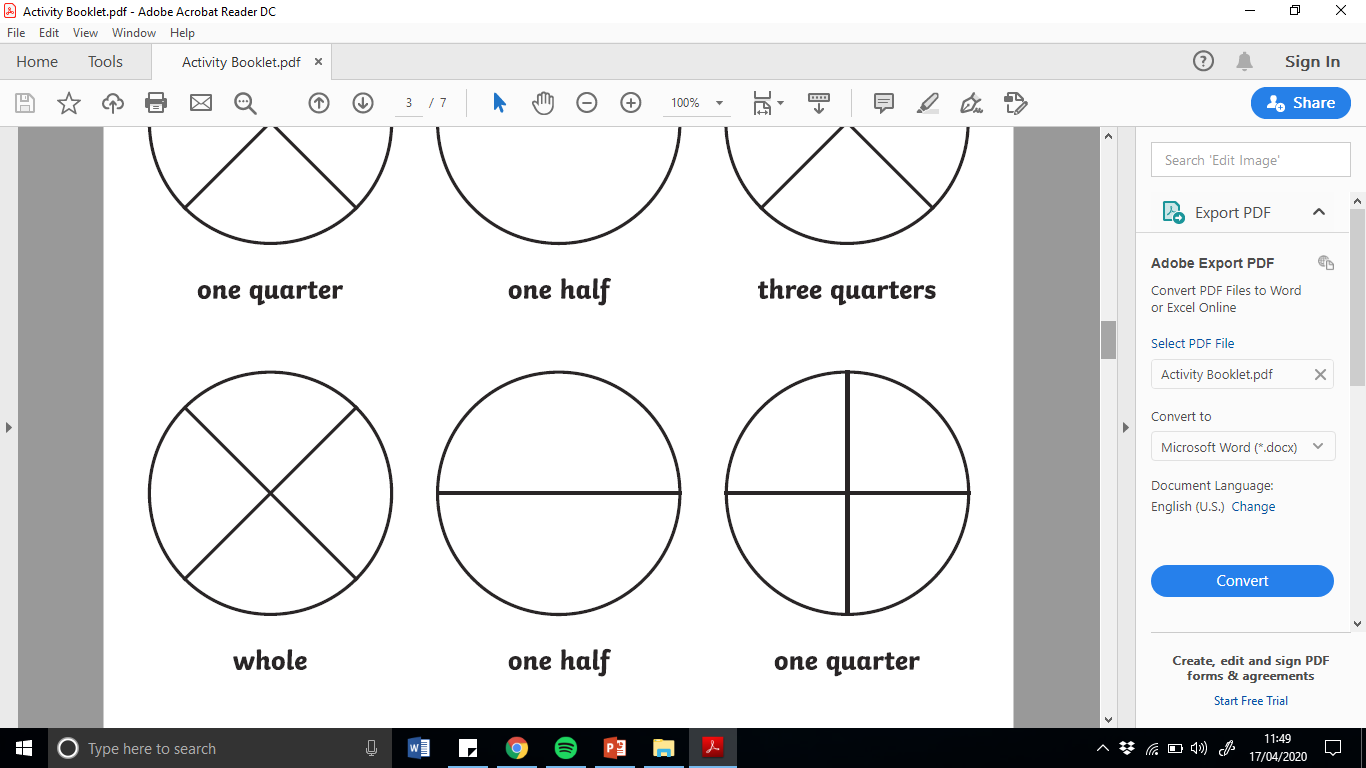 Activity Booklet.pdf - Adobe Acrobat Reader DC
File Edit View Window Help
Home Tools Activity Booklet.pdf × Sign In
3 / 7 100% Share
Search 'Edit Image'
Export PDF
Adobe Export PDF
Convert PDF Files to Word
or Excel Online
Select PDF File
Activity Booklet.pdf
Convert to
Microsoft Word (*.docx)
Document Language:
English (U.S.) Change
Convert
Create, edit and sign PDF
forms & agreements
Start Free Trial
one quarter one half three quarters
whole one half one quarter
Type here to search
11:49
17/04/2020